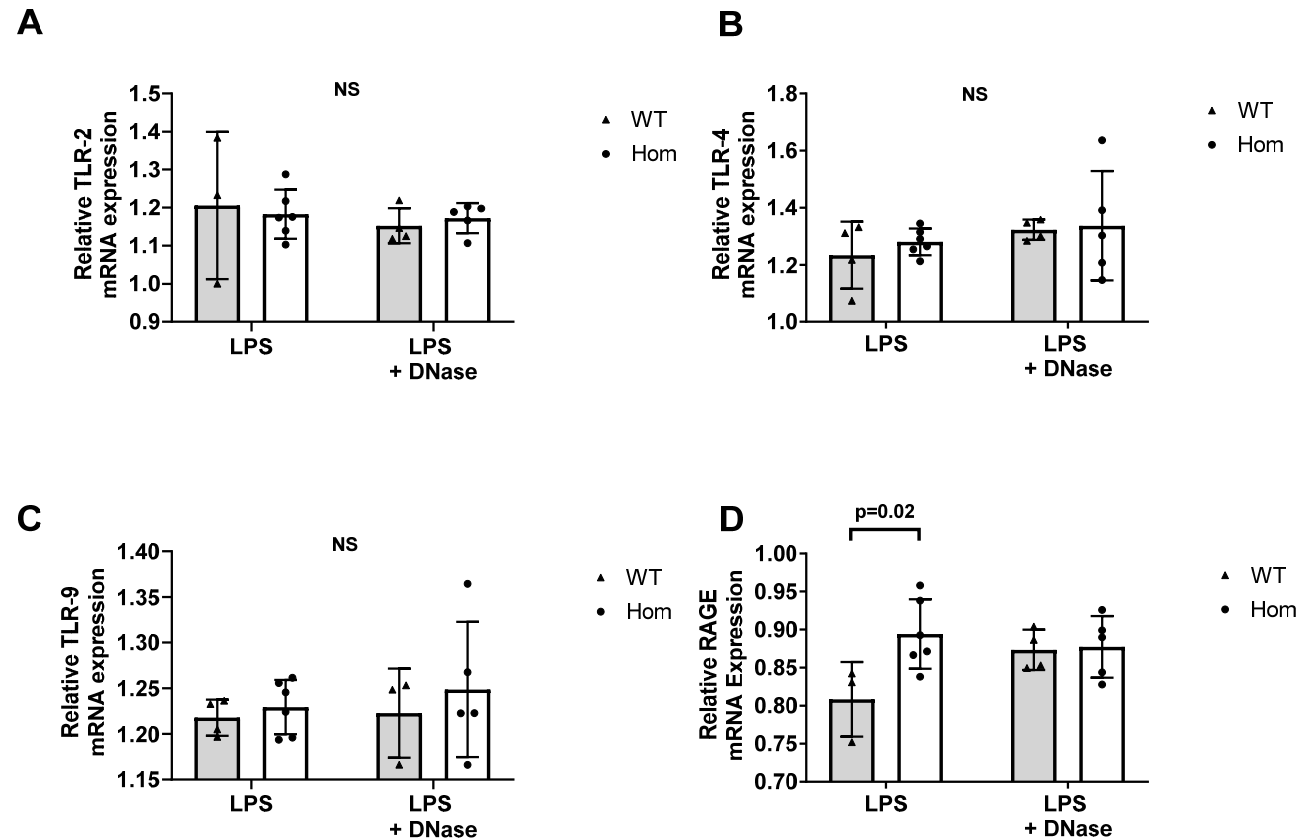 A
NS
Relative TLR-2
mRNA expression
1.5
1.4
1.3
1.2
1.1
1.0
0.9
LPS
LPS
+ DNase
WT
Hom
B
NS
Relative TLR-4
mRNA expression
1.8
1.6
1.4
1.2
1.0
LPS
LPS
+ DNase
WT
Hom
C
NS
Relative TLR-9
mRNA expression
1.40
1.35
1.30
1.25
1.20
1.15
LPS
LPS
+ DNase
WT
Hom
D
p=0.02
Relative RAGE
mRNA Expression
1.00
0.95
0.90
0.85
0.80
0.75
0.70
LPS
LPS
+ DNase
WT
Hom